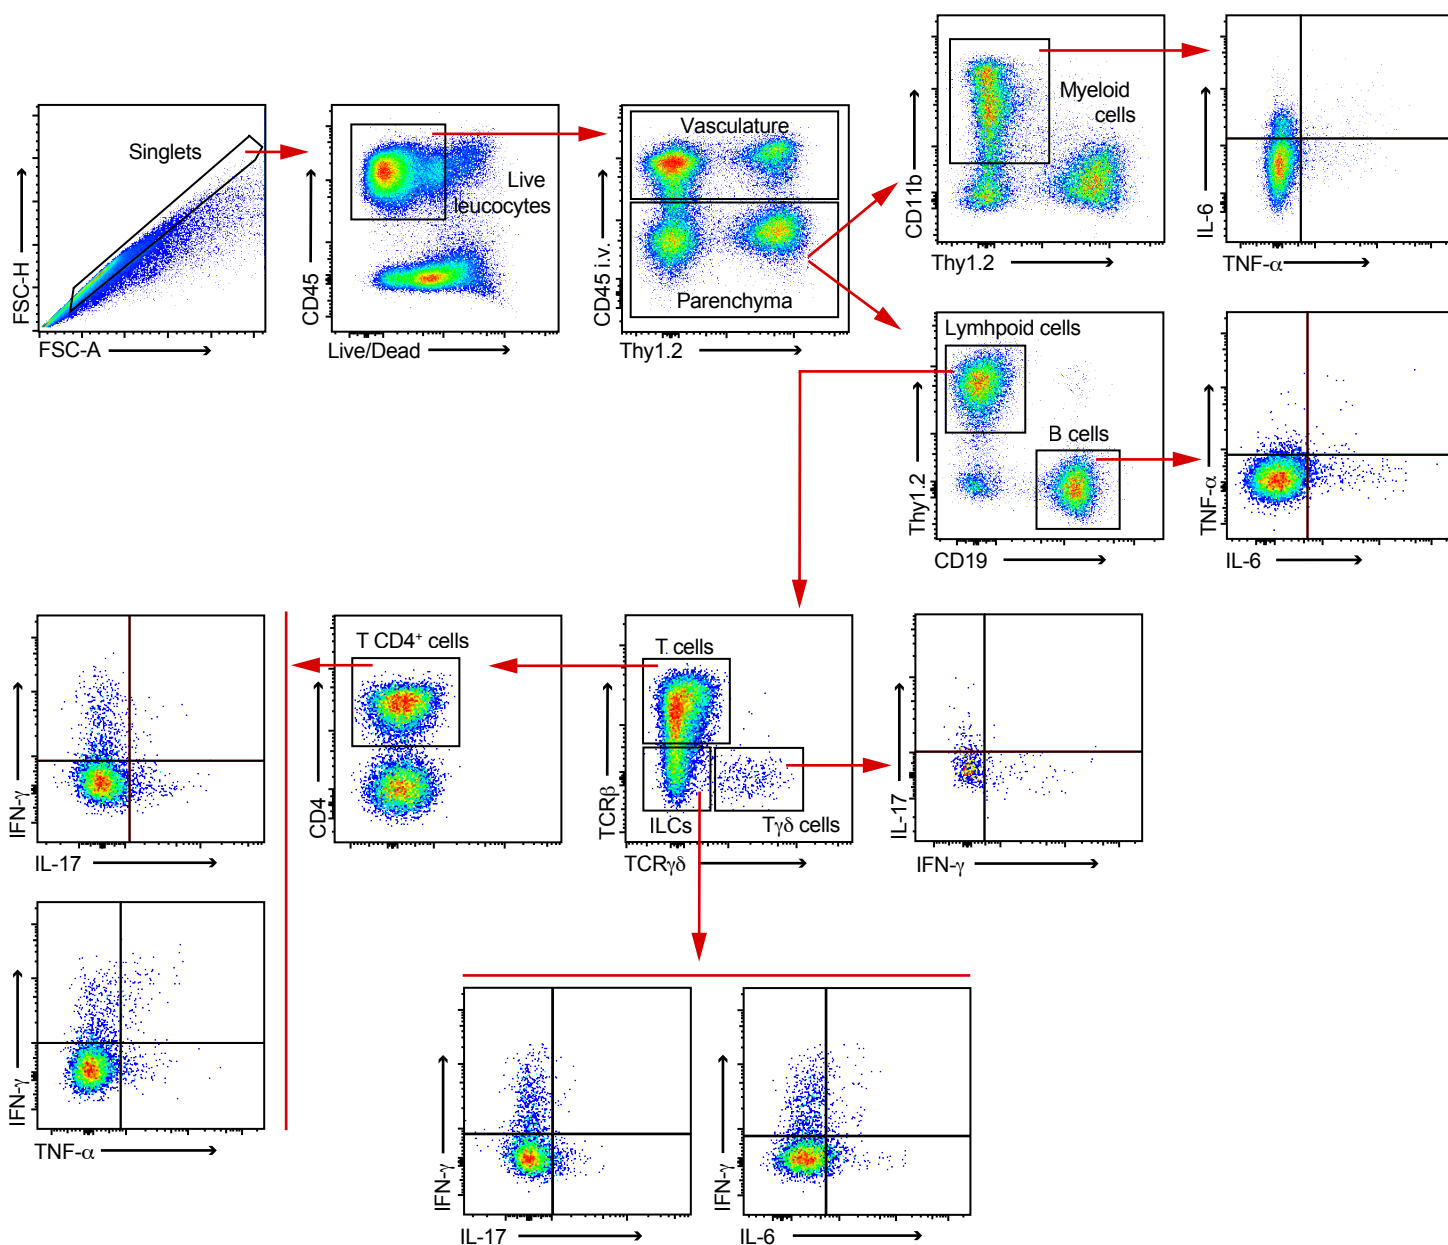 Singlets
FSC-H
FSC-A
Live
leucocytes
CD45
Live/Dead
Vasculature
Parenchyma
CD45 i.v.
Thy1.2
Myeloid
cells
CD11b
Thy1.2
IL-6
TNF-α
Lymhpoid cells
B cells
Thy1.2
CD19
TNF-α
IL-6
IFN-γ
IL-17
T CD4+ cells
CD4
T cells
ILCs
Tγδ cells
TCRβ
TCRγδ
IL-17
IFN-γ
IFN-γ
TNF-α
IFN-γ
IL-17
IFN-γ
IL-6